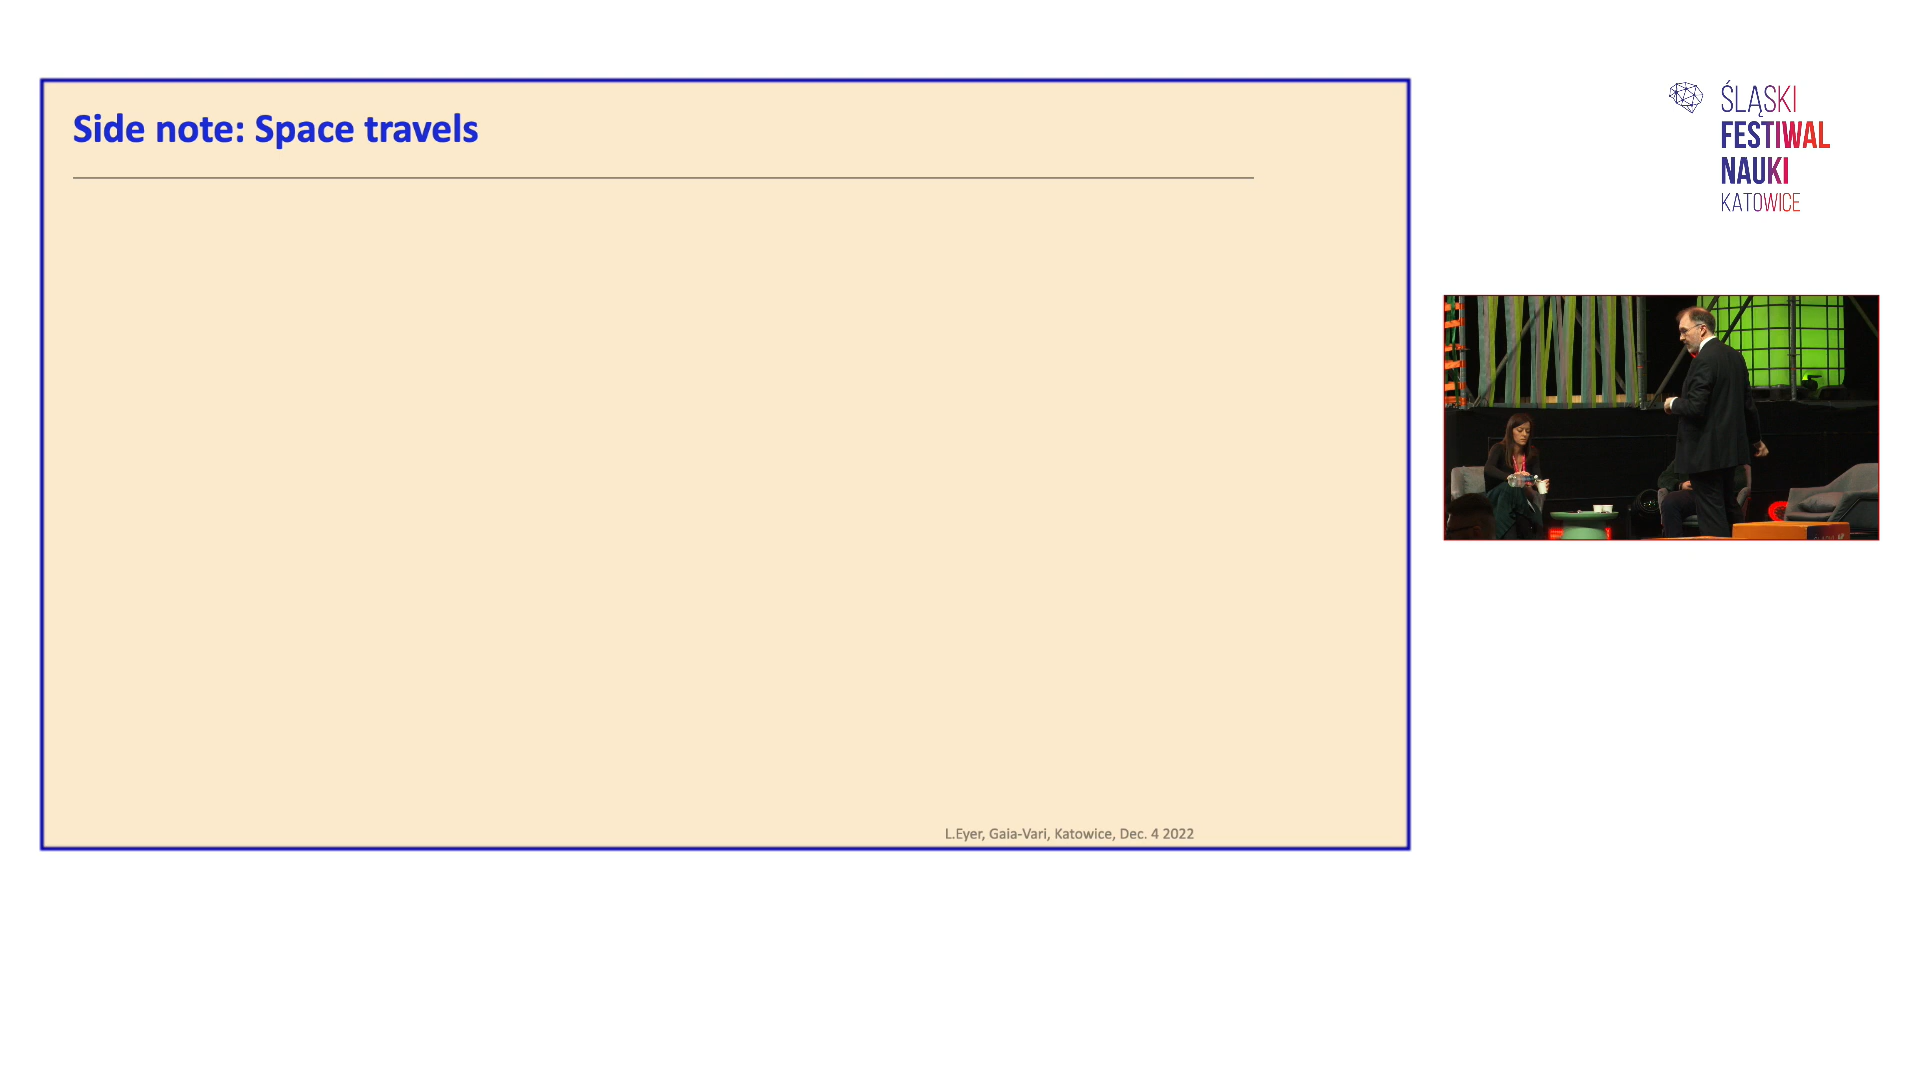 Side note: Space travels
L.Eyer, Gaia-Vari, Katowice, Dec. 4 2022
ŚLĄSKI
FESTIWAL
NAUKI
KATOWICE